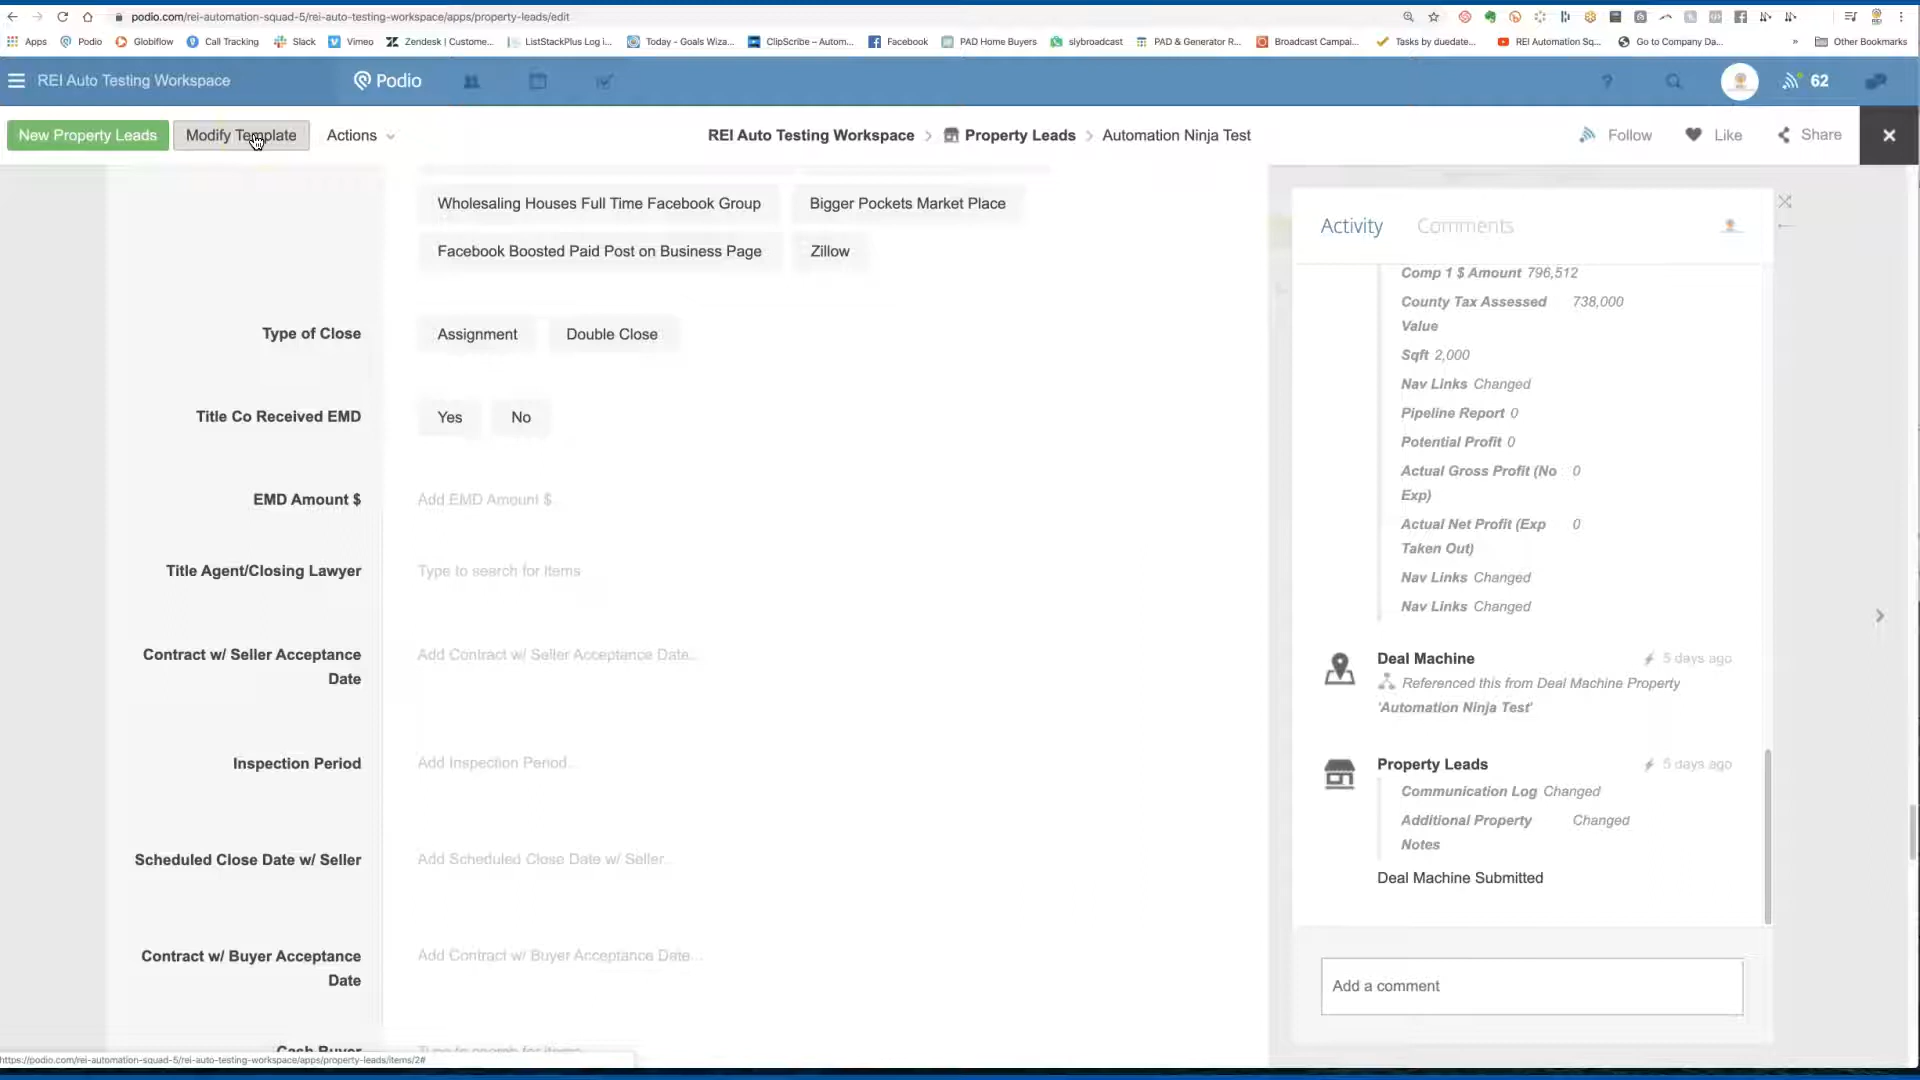 podio.com/rei-automation-squad-5/rei-auto-testing-workspace/apps/property-leads/edit
Apps Podio Globiflow Call Tracking Slack Vimeo Zendesk | Custome... ListStackPlus Log i... Today - Goals Wiza... ClipScribe – Autom... Facebook PAD Home Buyers slybroadcast PAD & Generator R... Broadcast Campai... Tasks by duedate... REI Automation Sq... Go to Company Da... » Other Bookmarks
REI Auto Testing Workspace Podio ? 62
New Property Leads Modify Template Actions REI Auto Testing Workspace > Property Leads > Automation Ninja Test Follow Like Share
Wholesaling Houses Full Time Facebook Group Bigger Pockets Market Place
Facebook Boosted Paid Post on Business Page Zillow
Type of Close Assignment Double Close
Title Co Received EMD Yes No
EMD Amount $ Add EMD Amount $
Title Agent/Closing Lawyer Type to search for items
Contract w/ Seller Acceptance
Date
Add Contract w/ Seller Acceptance Date...
Inspection Period Add Inspection Period...
Scheduled Close Date w/ Seller Add Scheduled Close Date w/ Seller...
Contract w/ Buyer Acceptance
Date
Add Contract w/ Buyer Acceptance Date...
Cash Buyer Type to search for items
https://podio.com/rei-automation-squad-5/rei-auto-testing-workspace/apps/property-leads/items/2#
Activity Comments
Comp 1 $ Amount 796,512
County Tax Assessed 738,000
Value
Sqft 2,000
Nav Links Changed
Pipeline Report 0
Potential Profit 0
Actual Gross Profit (No 0
Exp)
Actual Net Profit (Exp 0
Taken Out)
Nav Links Changed
Nav Links Changed
Deal Machine 5 days ago
Referenced this from Deal Machine Property
'Automation Ninja Test'
Property Leads 5 days ago
Communication Log Changed
Additional Property Changed
Notes
Deal Machine Submitted
Add a comment